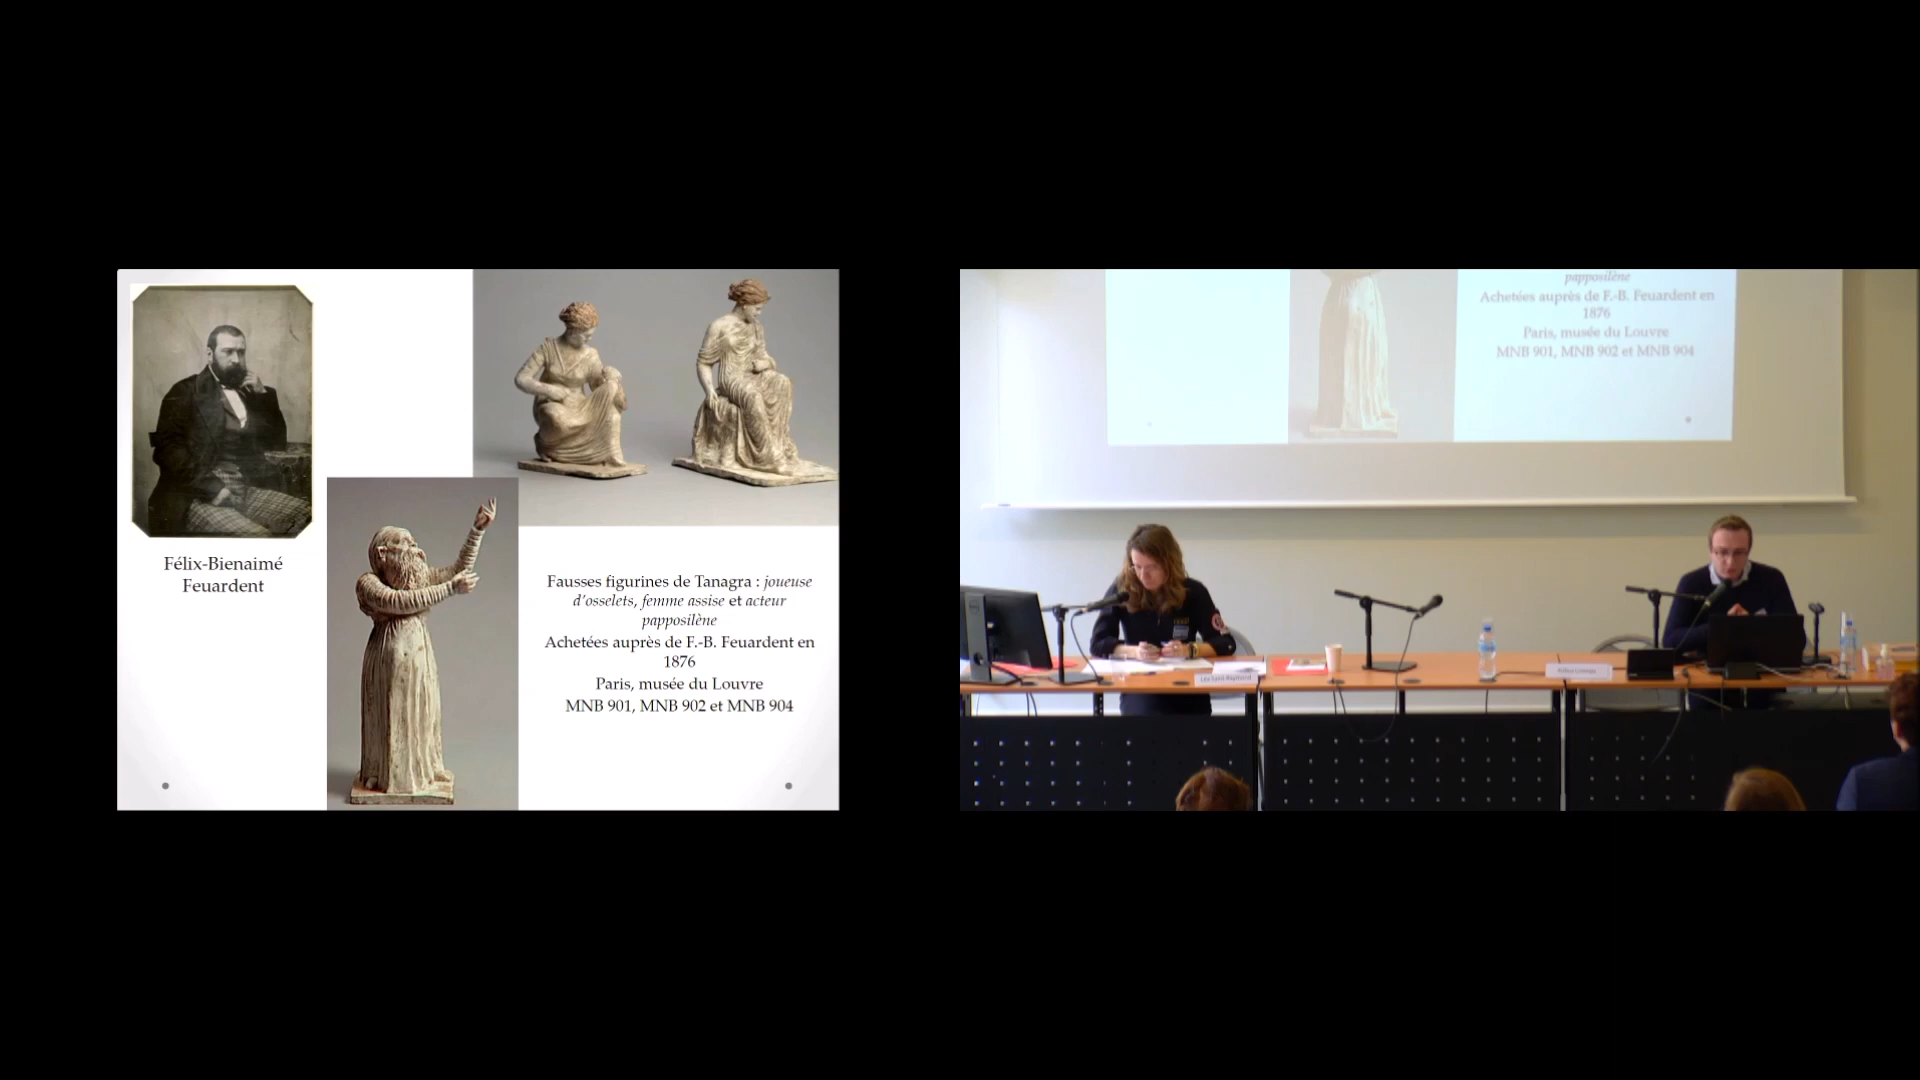 Félix-Bienaimé
Feuardent
Fausses figurines de Tanagra : joueuse
d'osselets, femme assise et acteur
papposilène
Achetées auprès de F.-B. Feuardent en
1876
Paris, musée du Louvre
MNB 901, MNB 902 et MNB 904
papposilène
Achetées auprès de F.-B. Feuardent en
1876
Paris, musée du Louvre
MNB 901, MNB 902 et MNB 904